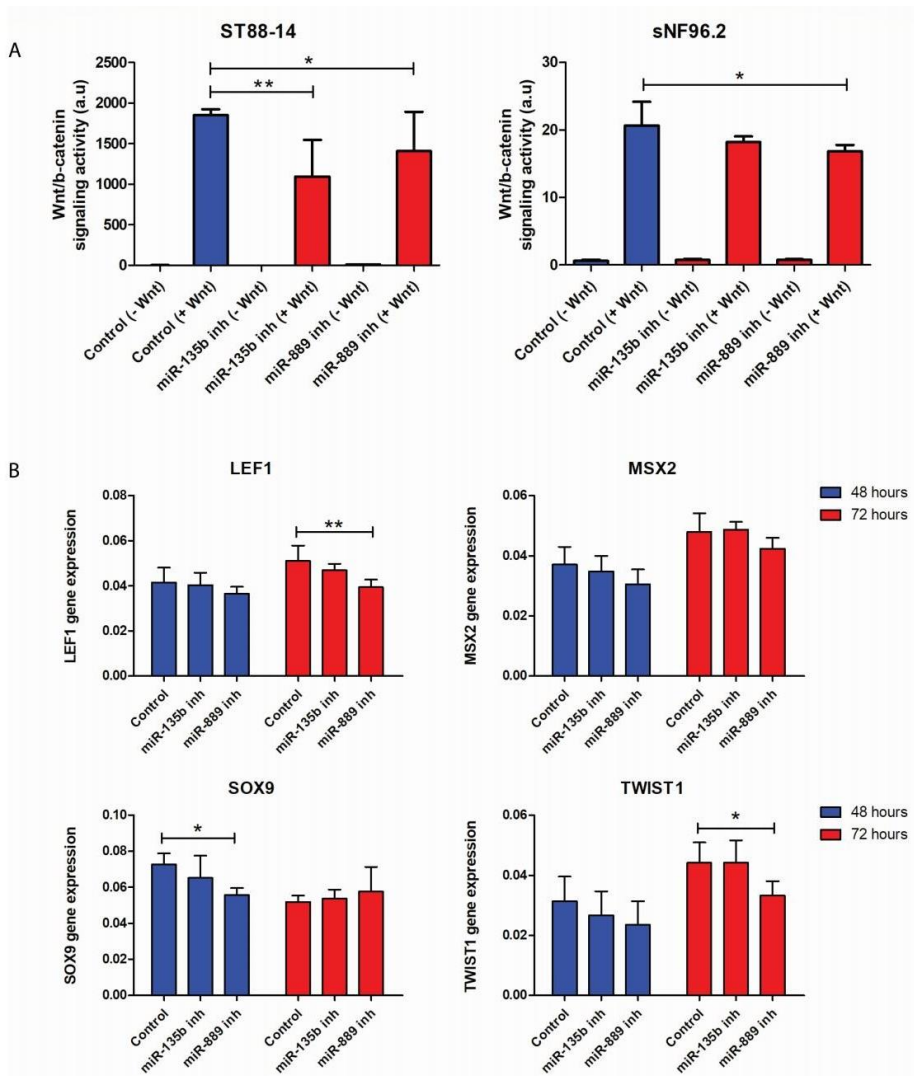 A
ST88-14
Wnt/b-catenin
signaling activity (a.u)
2500
2000
1500
1000
500
0
*
**
Control (- Wnt)
Control (+ Wnt)
miR-135b inh (- Wnt)
miR-135b inh (+ Wnt)
miR-889 inh (- Wnt)
miR-889 inh (+ Wnt)
sNF96.2
Wnt/b-catenin
signaling activity (a.u)
30
20
10
0
*
Control (- Wnt)
Control (+ Wnt)
miR-135b inh (- Wnt)
miR-135b inh (+ Wnt)
miR-889 inh (- Wnt)
miR-889 inh (+ Wnt)
B
LEF1
LEF1 gene expression
0.08
0.06
0.04
0.02
0.00
**
Control
miR-135b inh
miR-889 inh
Control
miR-135b inh
miR-889 inh
MSX2
MSX2 gene expression
0.06
0.04
0.02
0.00
Control
miR-135b inh
miR-889 inh
Control
miR-135b inh
miR-889 inh
48 hours
72 hours
SOX9
SOX9 gene expression
0.10
0.08
0.06
0.04
0.02
0.00
*
Control
miR-135b inh
miR-889 inh
Control
miR-135b inh
miR-889 inh
TWIST1
TWIST1 gene expression
0.06
0.04
0.02
0.00
*
Control
miR-135b inh
miR-889 inh
Control
miR-135b inh
miR-889 inh
48 hours
72 hours